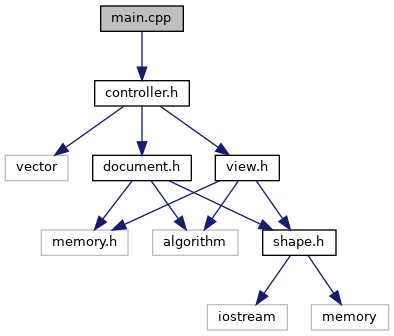 main.cpp
controller.h
vector
document.h
view.h
memory.h
algorithm
shape.h
iostream
memory